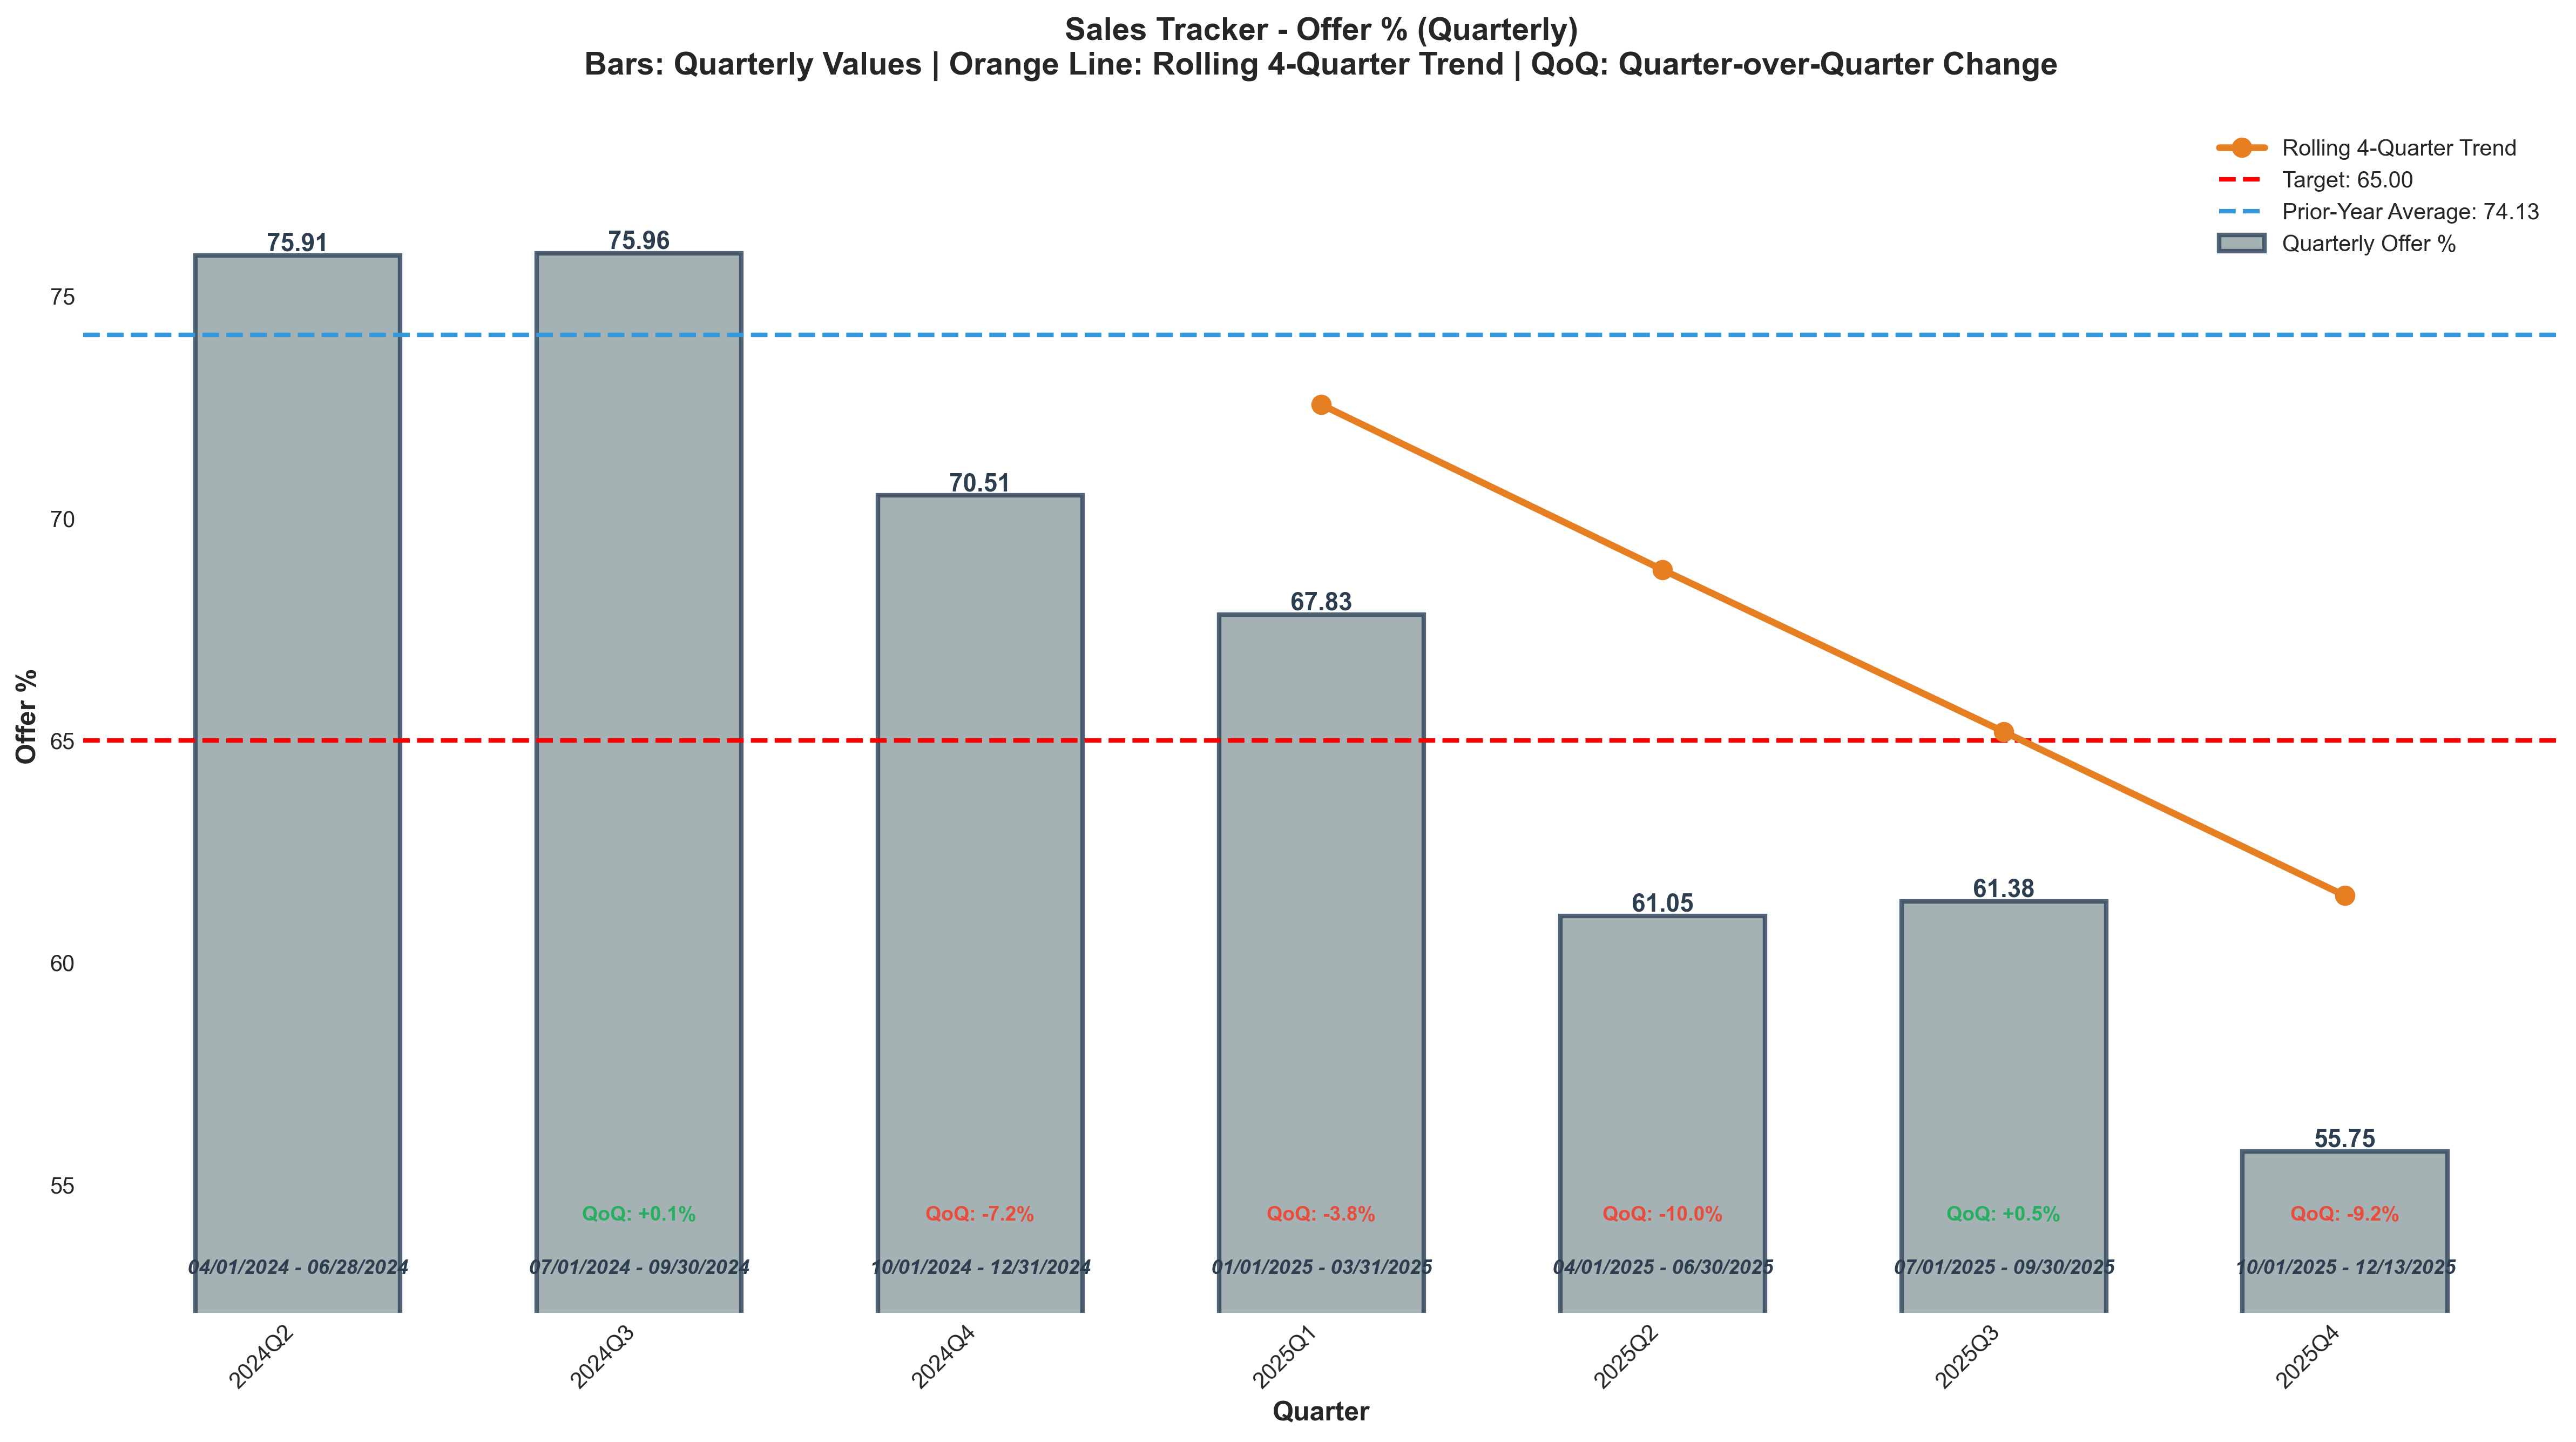 Sales Tracker - Offer % (Quarterly)
Bars: Quarterly Values | Orange Line: Rolling 4-Quarter Trend | QoQ: Quarter-over-Quarter Change
Rolling 4-Quarter Trend
Target: 65.00
Prior-Year Average: 74.13
Quarterly Offer %
Offer %
75
70
65
60
55
75.91
75.96
70.51
67.83
61.05
61.38
55.75
QoQ: +0.1%
QoQ: -7.2%
QoQ: -3.8%
QoQ: -10.0%
QoQ: +0.5%
QoQ: -9.2%
04/01/2024 - 06/28/2024
07/01/2024 - 09/30/2024
10/01/2024 - 12/31/2024
01/01/2025 - 03/31/2025
04/01/2025 - 06/30/2025
07/01/2025 - 09/30/2025
10/01/2025 - 12/13/2025
2024Q2
2024Q3
2024Q4
2025Q1
2025Q2
2025Q3
2025Q4
Quarter